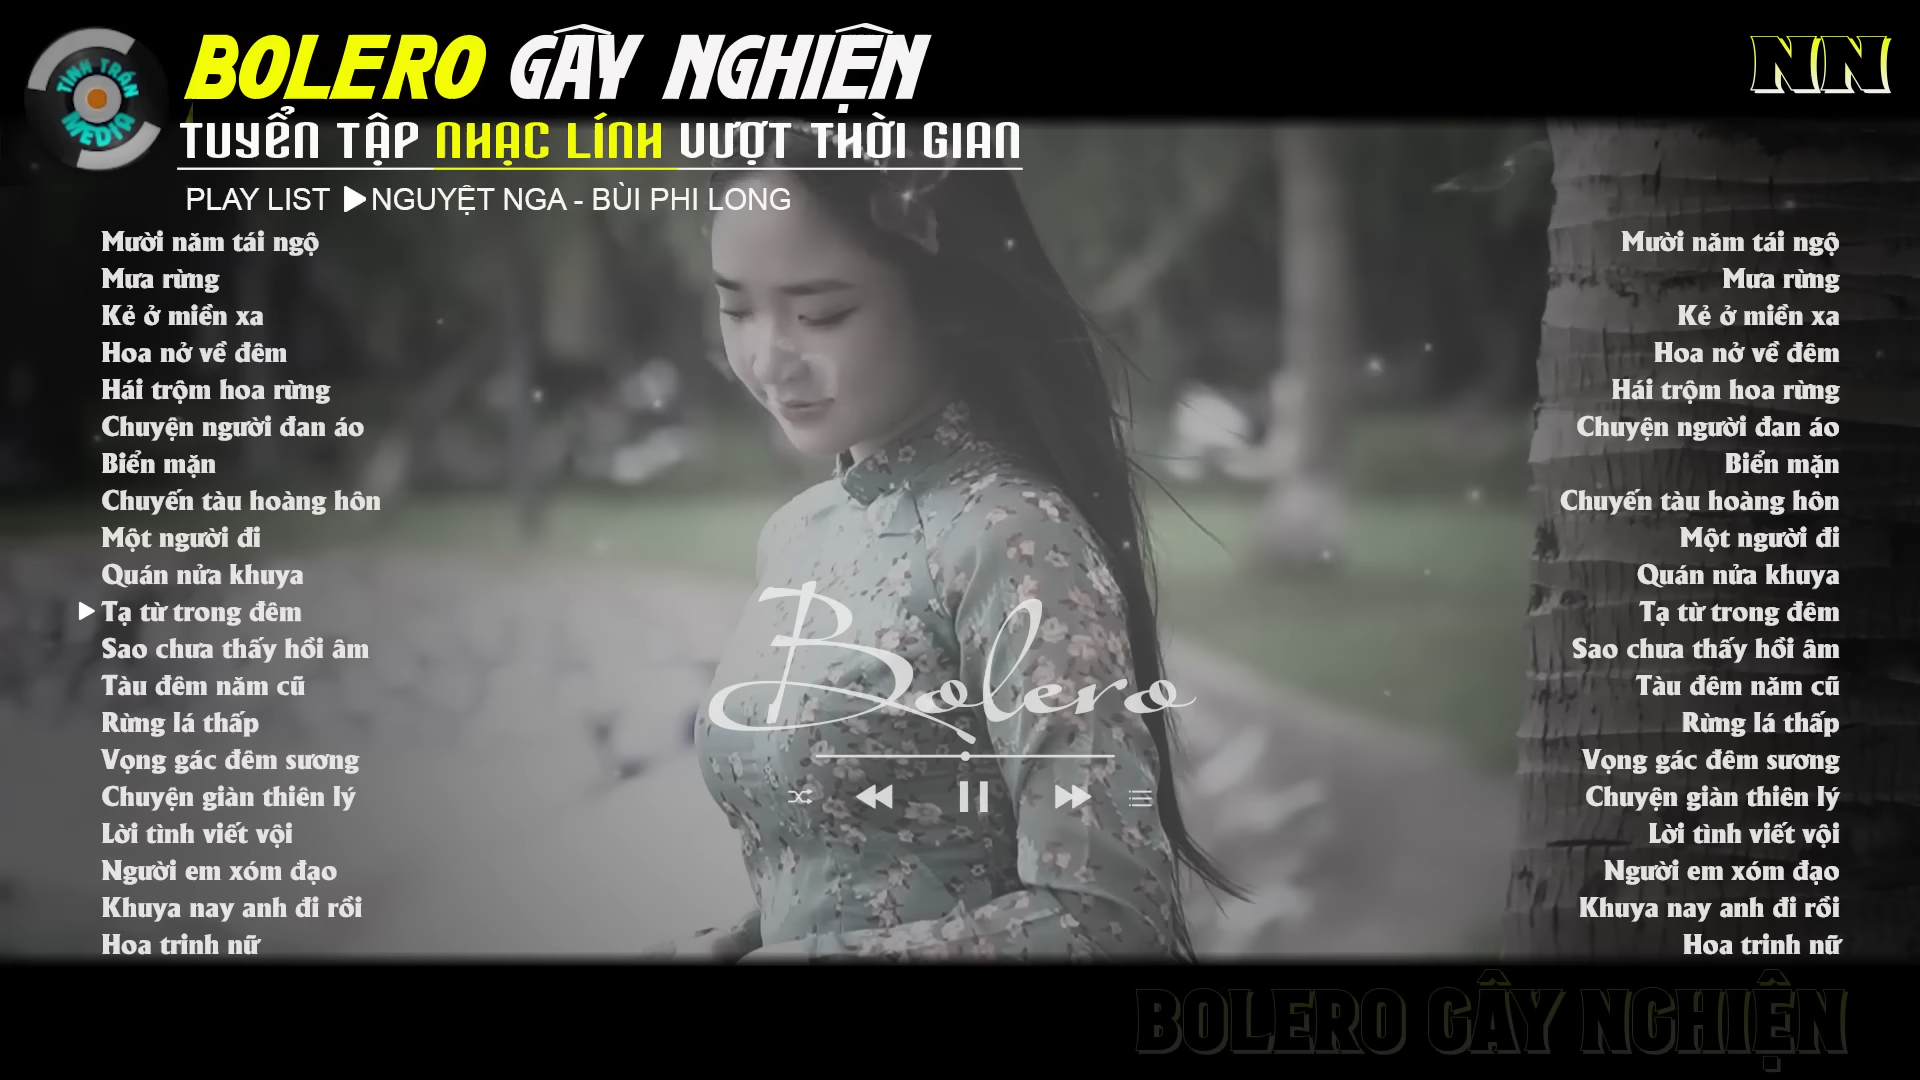 TÌNH TRẦN
MEDIA
BOLERO GÂY NGHIỆN
NN
TUYỂN TẬP NHẠC LÍNH VƯỢT THỜI GIAN
PLAY LIST ▶NGUYỆT NGA - BÙI PHI LONG
Mười năm tái ngộ
Mưa rừng
Kẻ ở miền xa
Hoa nở về đêm
Hái trộm hoa rừng
Chuyện người đan áo
Biển mặn
Chuyến tàu hoàng hôn
Một người đi
Quán nửa khuya
Tạ từ trong đêm
Sao chưa thấy hồi âm
Tàu đêm năm cũ
Rừng lá thấp
Vọng gác đêm sương
Chuyện giàn thiên lý
Lời tình viết vội
Người em xóm đạo
Khuya nay anh đi rồi
Hoa trinh nữ
Bolero
Mười năm tái ngộ
Mưa rừng
Kẻ ở miền xa
Hoa nở về đêm
Hái trộm hoa rừng
Chuyện người đan áo
Biển mặn
Chuyến tàu hoàng hôn
Một người đi
Quán nửa khuya
Tạ từ trong đêm
Sao chưa thấy hồi âm
Tàu đêm năm cũ
Rừng lá thấp
Vọng gác đêm sương
Chuyện giàn thiên lý
Lời tình viết vội
Người em xóm đạo
Khuya nay anh đi rồi
Hoa trinh nữ
BOLERO GÂY NGHIỆN